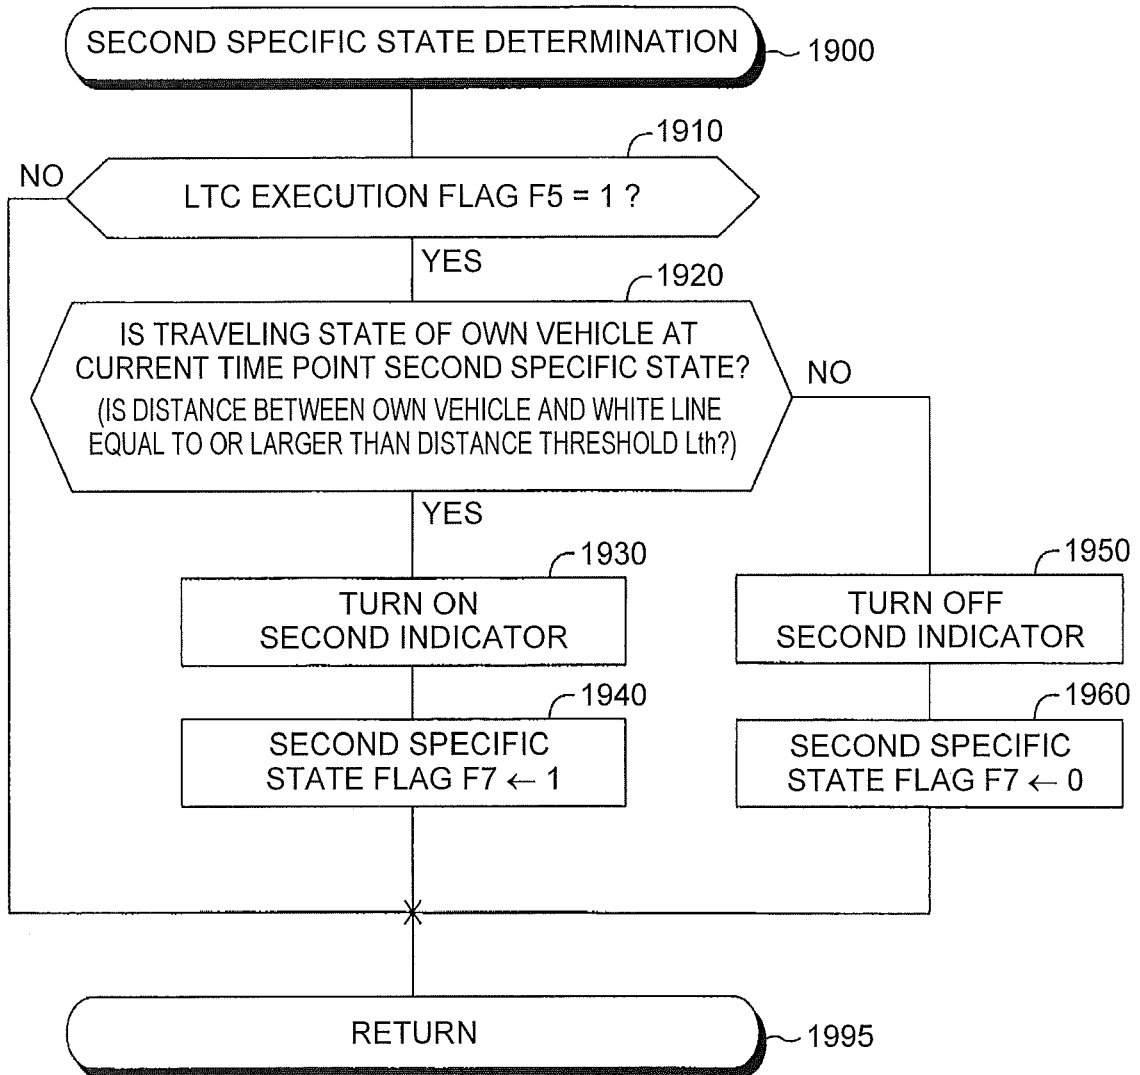 SECOND SPECIFIC STATE DETERMINATION
1900
1910
NO
LTC EXECUTION FLAG F5 = 1 ?
YES
1920
IS TRAVELING STATE OF OWN VEHICLE AT
CURRENT TIME POINT SECOND SPECIFIC STATE?
(IS DISTANCE BETWEEN OWN VEHICLE AND WHITE LINE
EQUAL TO OR LARGER THAN DISTANCE THRESHOLD Lth?)
NO
YES
1930
TURN ON
SECOND INDICATOR
1950
TURN OFF
SECOND INDICATOR
1940
SECOND SPECIFIC
STATE FLAG F7 ← 1
1960
SECOND SPECIFIC
STATE FLAG F7 ← 0
RETURN
1995